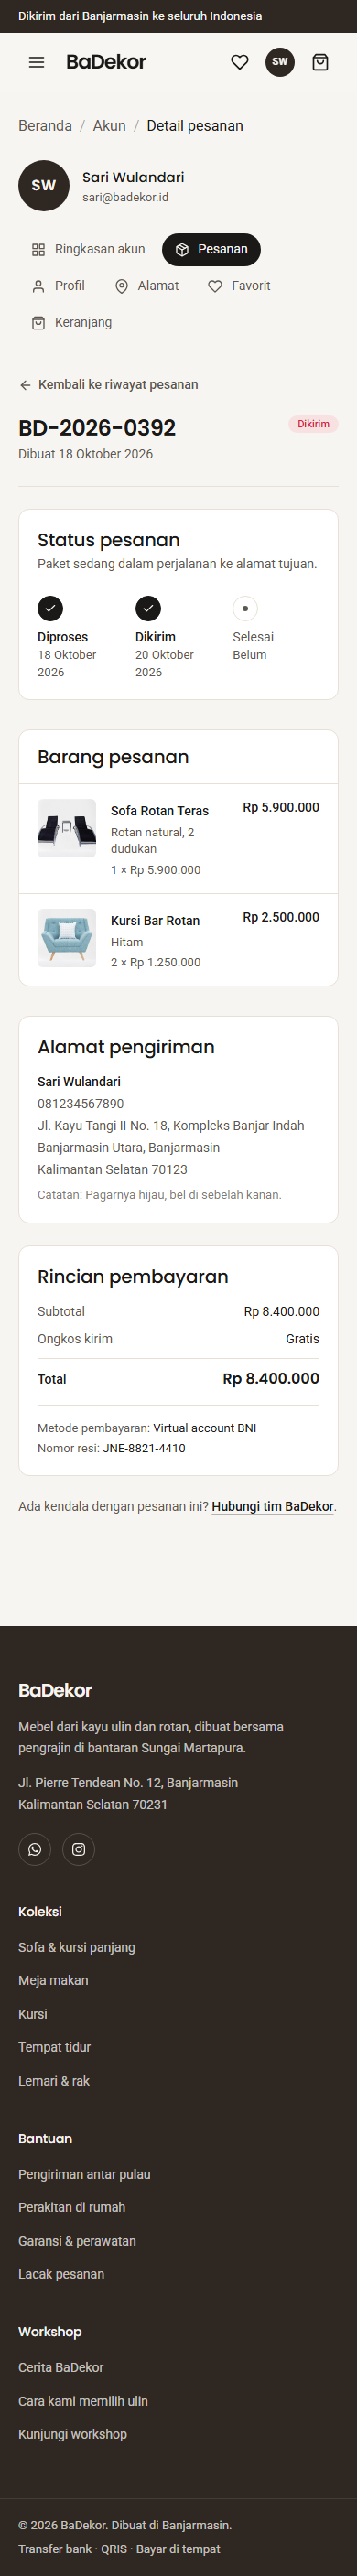 Dikirim dari Banjarmasin ke seluruh Indonesia
BaDekor
SW
Beranda / Akun / Detail pesanan
SW
Sari Wulandari
sari@badekor.id
Ringkasan akun
Pesanan
Profil
Alamat
Favorit
Keranjang
Kembali ke riwayat pesanan
BD-2026-0392
Dikirim
Dibuat 18 Oktober 2026
Status pesanan
Paket sedang dalam perjalanan ke alamat tujuan.
Diproses
18 Oktober
2026
Dikirim
20 Oktober
2026
Selesai
Belum
Barang pesanan
Sofa Rotan Teras
Rp 5.900.000
Rotan natural, 2
dudukan
1 × Rp 5.900.000
Kursi Bar Rotan
Rp 2.500.000
Hitam
2 × Rp 1.250.000
Alamat pengiriman
Sari Wulandari
081234567890
Jl. Kayu Tangi II No. 18, Kompleks Banjar Indah
Banjarmasin Utara, Banjarmasin
Kalimantan Selatan 70123
Catatan: Pagarnya hijau, bel di sebelah kanan.
Rincian pembayaran
Subtotal Rp 8.400.000
Ongkos kirim Gratis
Total Rp 8.400.000
Metode pembayaran: Virtual account BNI
Nomor resi: JNE-8821-4410
Ada kendala dengan pesanan ini? Hubungi tim BaDekor.
BaDekor
Mebel dari kayu ulin dan rotan, dibuat bersama
pengrajin di bantaran Sungai Martapura.
Jl. Pierre Tendean No. 12, Banjarmasin
Kalimantan Selatan 70231
Koleksi
Sofa & kursi panjang
Meja makan
Kursi
Tempat tidur
Lemari & rak
Bantuan
Pengiriman antar pulau
Perakitan di rumah
Garansi & perawatan
Lacak pesanan
Workshop
Cerita BaDekor
Cara kami memilih ulin
Kunjungi workshop
© 2026 BaDekor. Dibuat di Banjarmasin.
Transfer bank · QRIS · Bayar di tempat